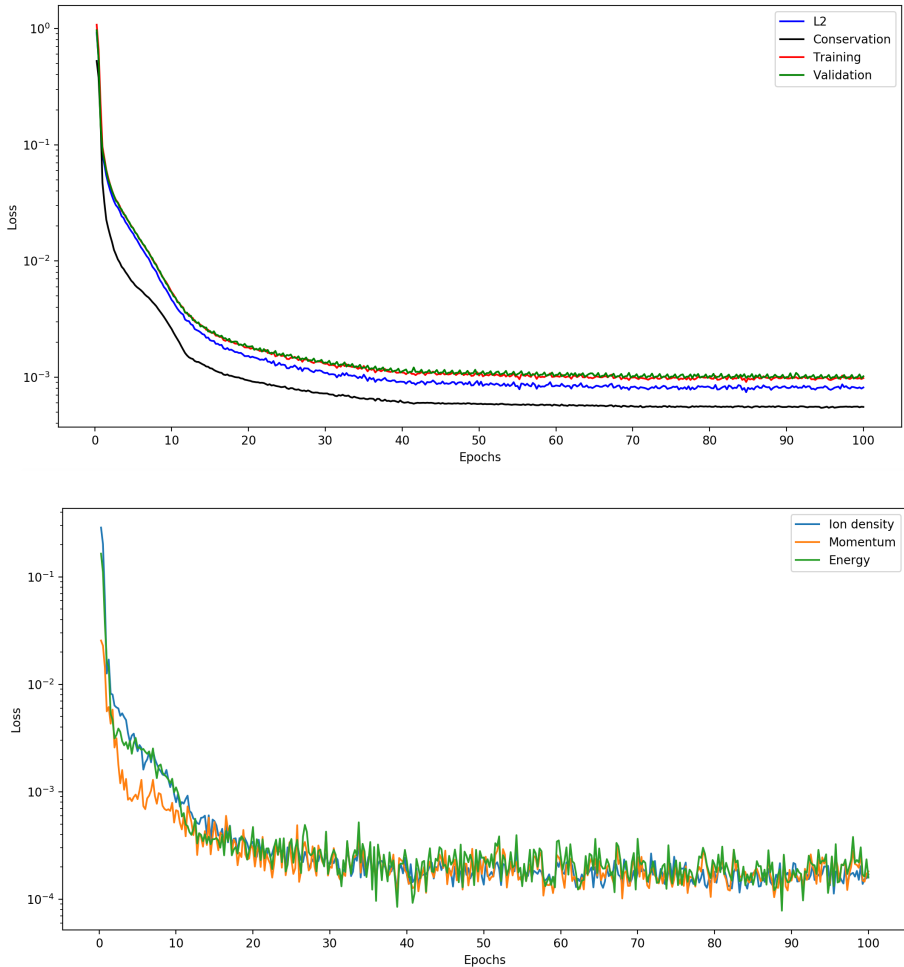 10⁰
10⁻¹
10⁻²
10⁻³
Loss
L2
Conservation
Training
Validation
0 10 20 30 40 50 60 70 80 90 100
Epochs
10⁻¹
10⁻²
10⁻³
10⁻⁴
Loss
Ion density
Momentum
Energy
0 10 20 30 40 50 60 70 80 90 100
Epochs